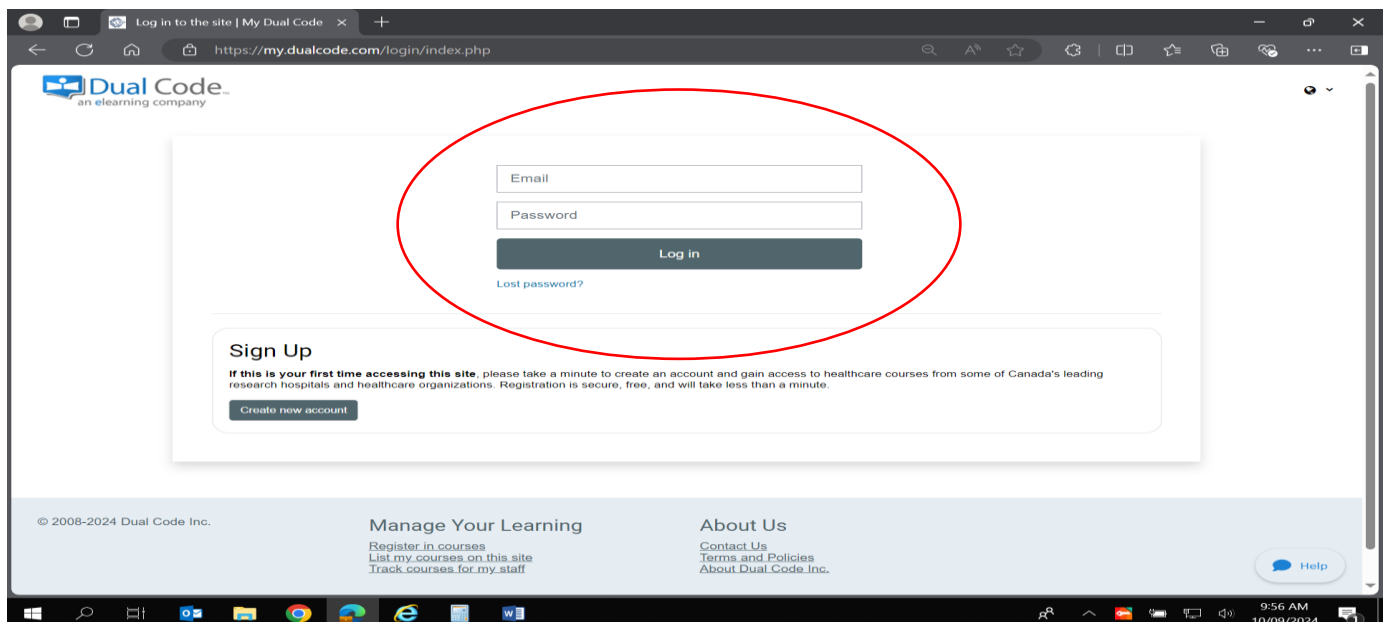 Log in to the site | My Dual Code
https://my.dualcode.com/login/index.php
Dual Code
an elearning company
Email
Password
Log in
Lost password?
Sign Up
If this is your first time accessing this site, please take a minute to create an account and gain access to healthcare courses from some of Canada's leading
research hospitals and healthcare organizations. Registration is secure, free, and will take less than a minute.
Create new account
© 2008-2024 Dual Code Inc.
Manage Your Learning
Register in courses
List my courses on this site
Track courses for my staff
About Us
Contact Us
Terms and Policies
About Dual Code Inc.
Help
9:56 AM
10/09/2024